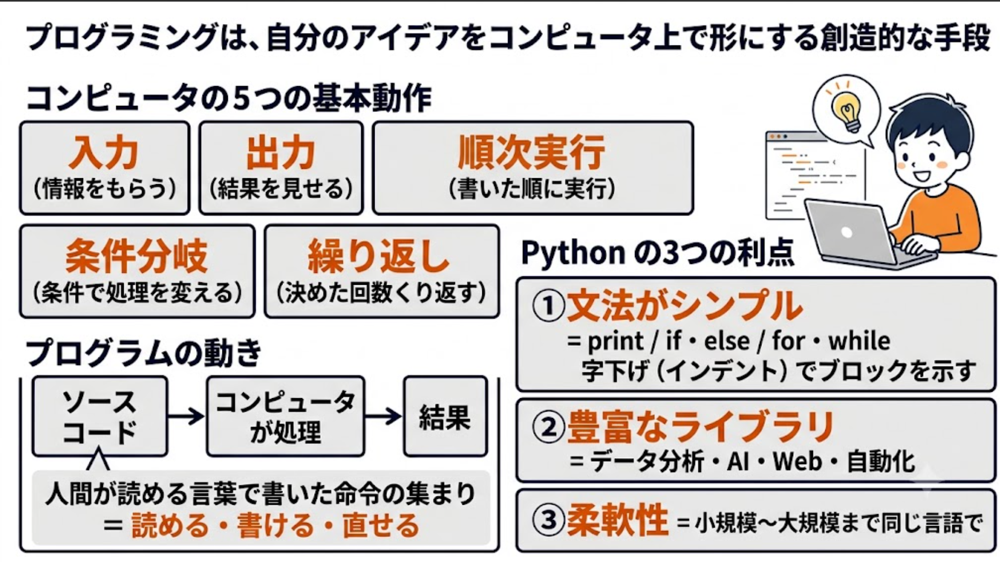 プログラミングは、自分のアイデアをコンピュータ上で形にする創造的な手段
コンピュータの5つの基本動作
入力
（情報をもらう）
出力
（結果を見せる）
順次実行
（書いた順に実行）
条件分岐
（条件で処理を変える）
繰り返し
（決めた回数くり返す）
プログラムの動き
ソース
コード
コンピュータ
が処理
結果
人間が読める言葉で書いた命令の集まり
＝読める・書ける・直せる
Python の3つの利点
①文法がシンプル
= print / if・else / for・while
字下げ（インデント）でブロックを示す
②豊富なライブラリ
= データ分析・AI・Web・自動化
③柔軟性 = 小規模～大規模まで同じ言語で